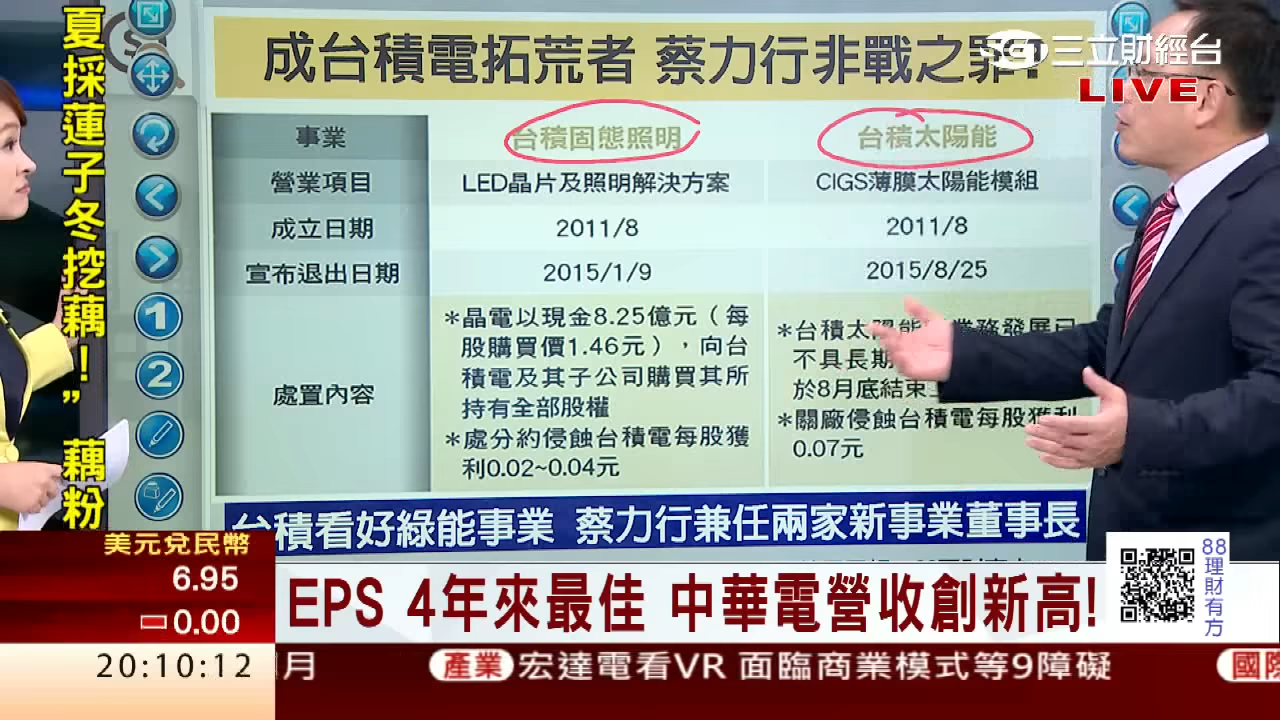 夏採蓮子冬挖藕！” 藕粉
成台積電拓荒者 蔡力行非戰之罪？
三立財經台
LIVE
事業 台積固態照明 台積太陽能
營業項目 LED晶片及照明解決方案 CIGS薄膜太陽能模組
成立日期 2011/8 2011/8
宣布退出日期 2015/1/9 2015/8/25
處置內容
*晶電以現金8.25億元（每
股購買價1.46元），向台
積電及其子公司購買其所
持有全部股權
*處分約侵蝕台積電每股獲
利0.02~0.04元
*台積太陽能 業務發展已
不具長期
於8月底結束
*關廠侵蝕台積電每股獲利
0.07元
1
2
台積看好綠能事業 蔡力行兼任兩家新事業董事長
美元兌民幣
6.95
0.00
EPS 4年來最佳 中華電營收創新高!
88理財有方
20:10:12
月 產業 宏達電看VR 面臨商業模式等9障礙 國際